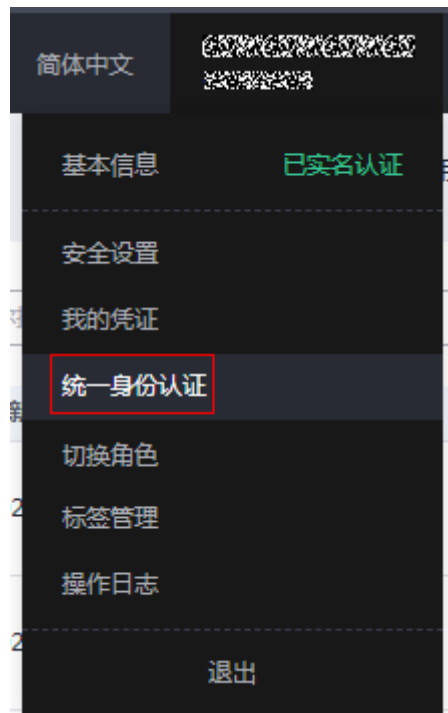 简体中文
基本信息 已实名认证
安全设置
我的凭证
统一身份认证
切换角色
标签管理
操作日志
退出